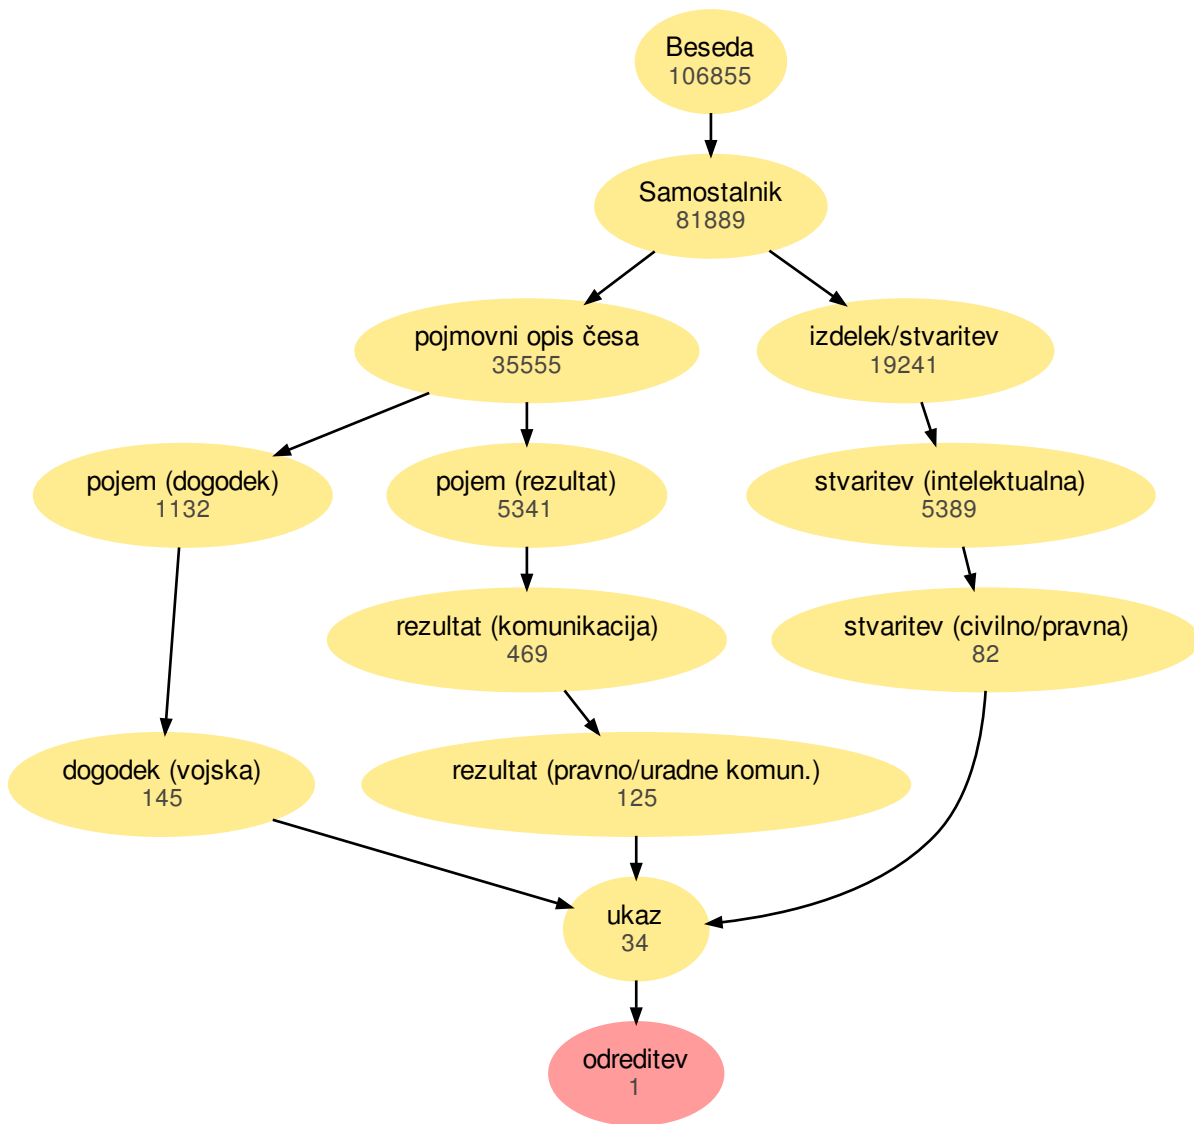 Beseda
106855
Samostalnik
81889
pojmovni opis česa
35555
izdelek/stvaritev
19241
pojem (dogodek)
1132
pojem (rezultat)
5341
stvaritev (intelektualna)
5389
rezultat (komunikacija)
469
stvaritev (civilno/pravna)
82
dogodek (vojska)
145
rezultat (pravno/uradne komun.)
125
ukaz
34
odreditev
1